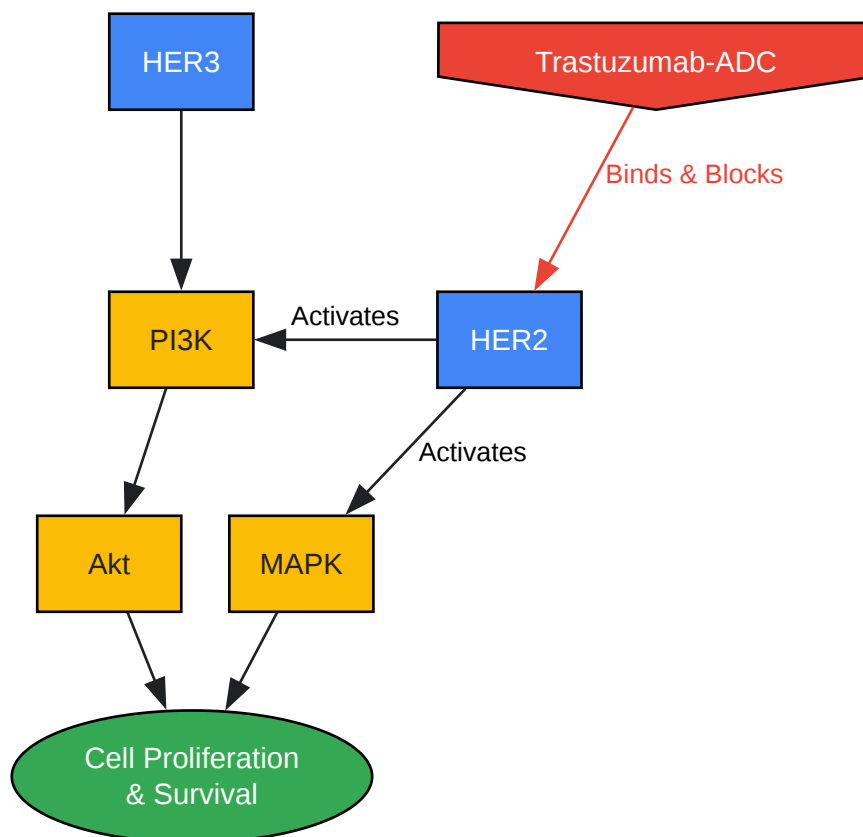 HER3
Trastuzumab-ADC
Binds & Blocks
PI3K
Activates
HER2
Activates
Akt
MAPK
Cell Proliferation
& Survival